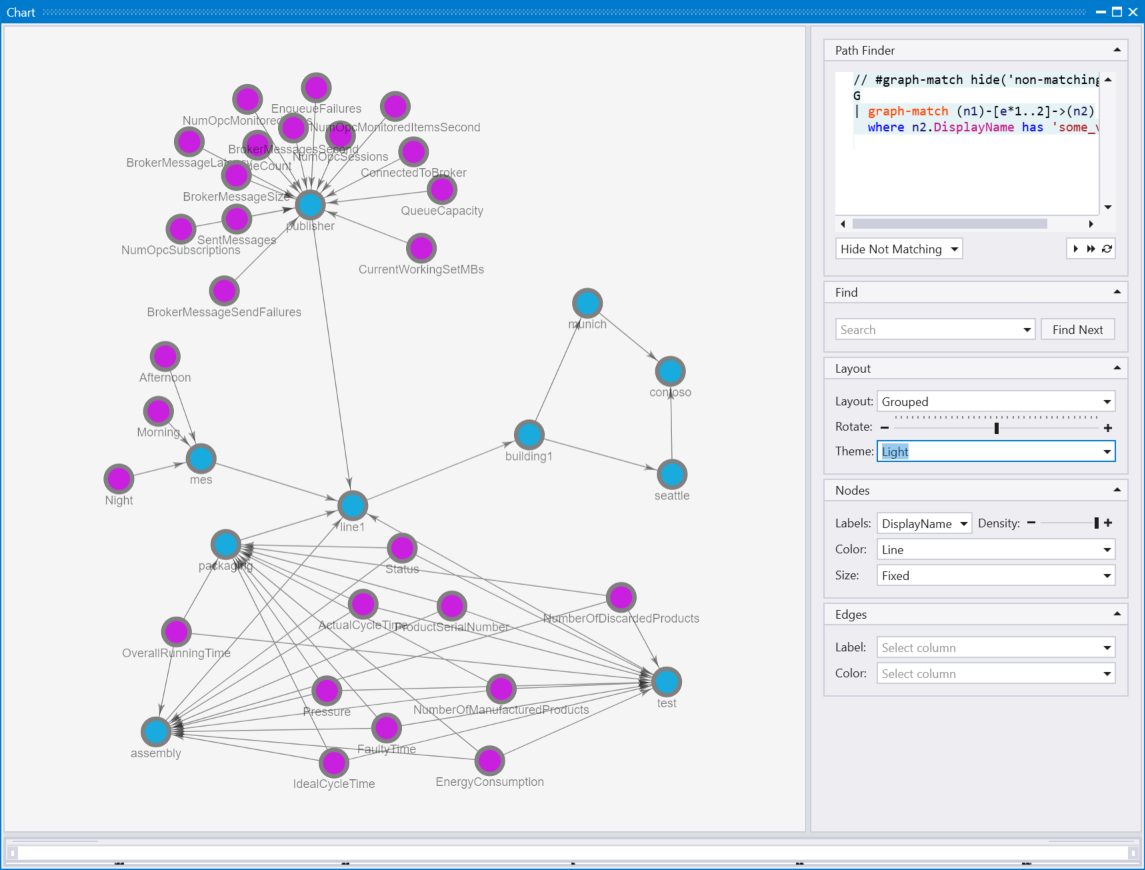 Chart
EnqueueFailures
NumOpcMonitored
NumOpcMonitoredItemsSecond
BrokerMessagesSecond
NumOpcSessions
BrokerMessageLatency
ConnectedToBroker
BrokerMessageSize
QueueCapacity
publisher
SentMessages
NumOpcSubscriptions
CurrentWorkingSetMBs
BrokerMessageSendFailures
munich
Afternoon
contoso
Morning
building1
mes
seattle
Night
line1
packaging
Status
ActualCycleTime
ProductSerialNumber
NumberOfDiscardedProducts
OverallRunningTime
test
Pressure
NumberOfManufacturedProducts
assembly
FaultyTime
IdealCycleTime
EnergyConsumption
Path Finder
// #graph-match hide('non-matching
G
| graph-match (n1)-[e*1..2]->(n2)
where n2.DisplayName has 'some_
Hide Not Matching
Find
Search
Find Next
Layout
Layout: Grouped
Rotate:
Theme: Light
Nodes
Labels: DisplayName Density:
Color: Line
Size: Fixed
Edges
Label: Select column
Color: Select column